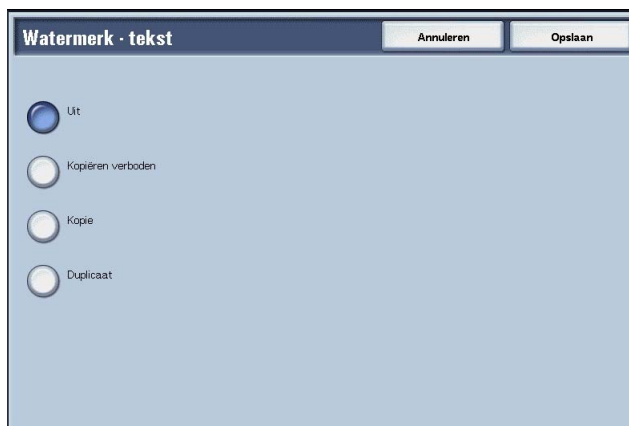 Watermerk - tekst
Annuleren
Opslaan
Uit
Kopiëren verboden
Kopie
Duplicaat